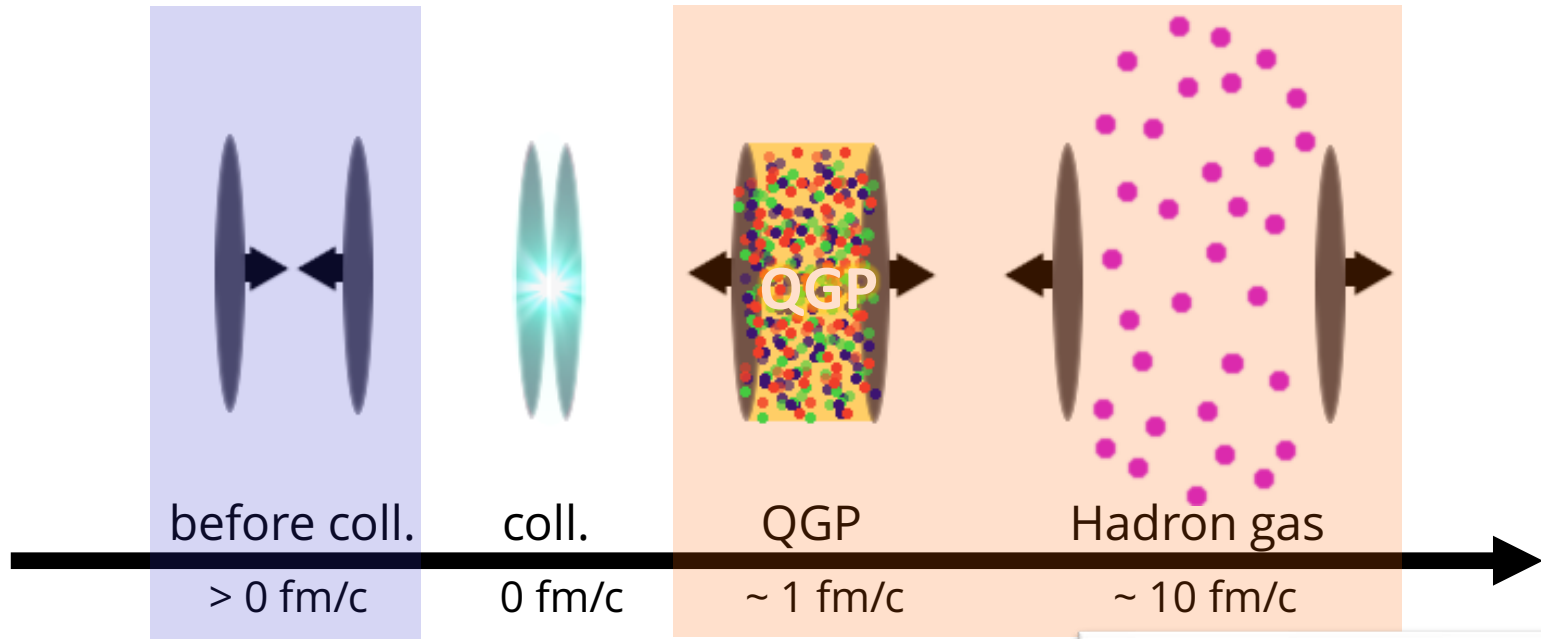 QGP
before coll.
coll.
QGP
Hadron gas
> 0 fm/c
0 fm/c
~ 1 fm/c
~ 10 fm/c